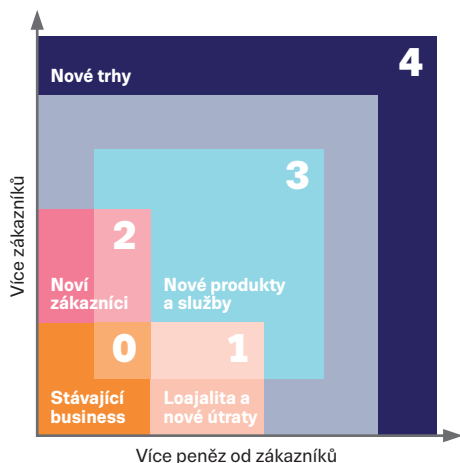 4
Nové trhy
3
Více zákazníků
2
Noví
zákazníci
Nové produkty
a služby
0
1
Stávající
business
Loajalita a
nové útraty
Více peněz od zákazníků